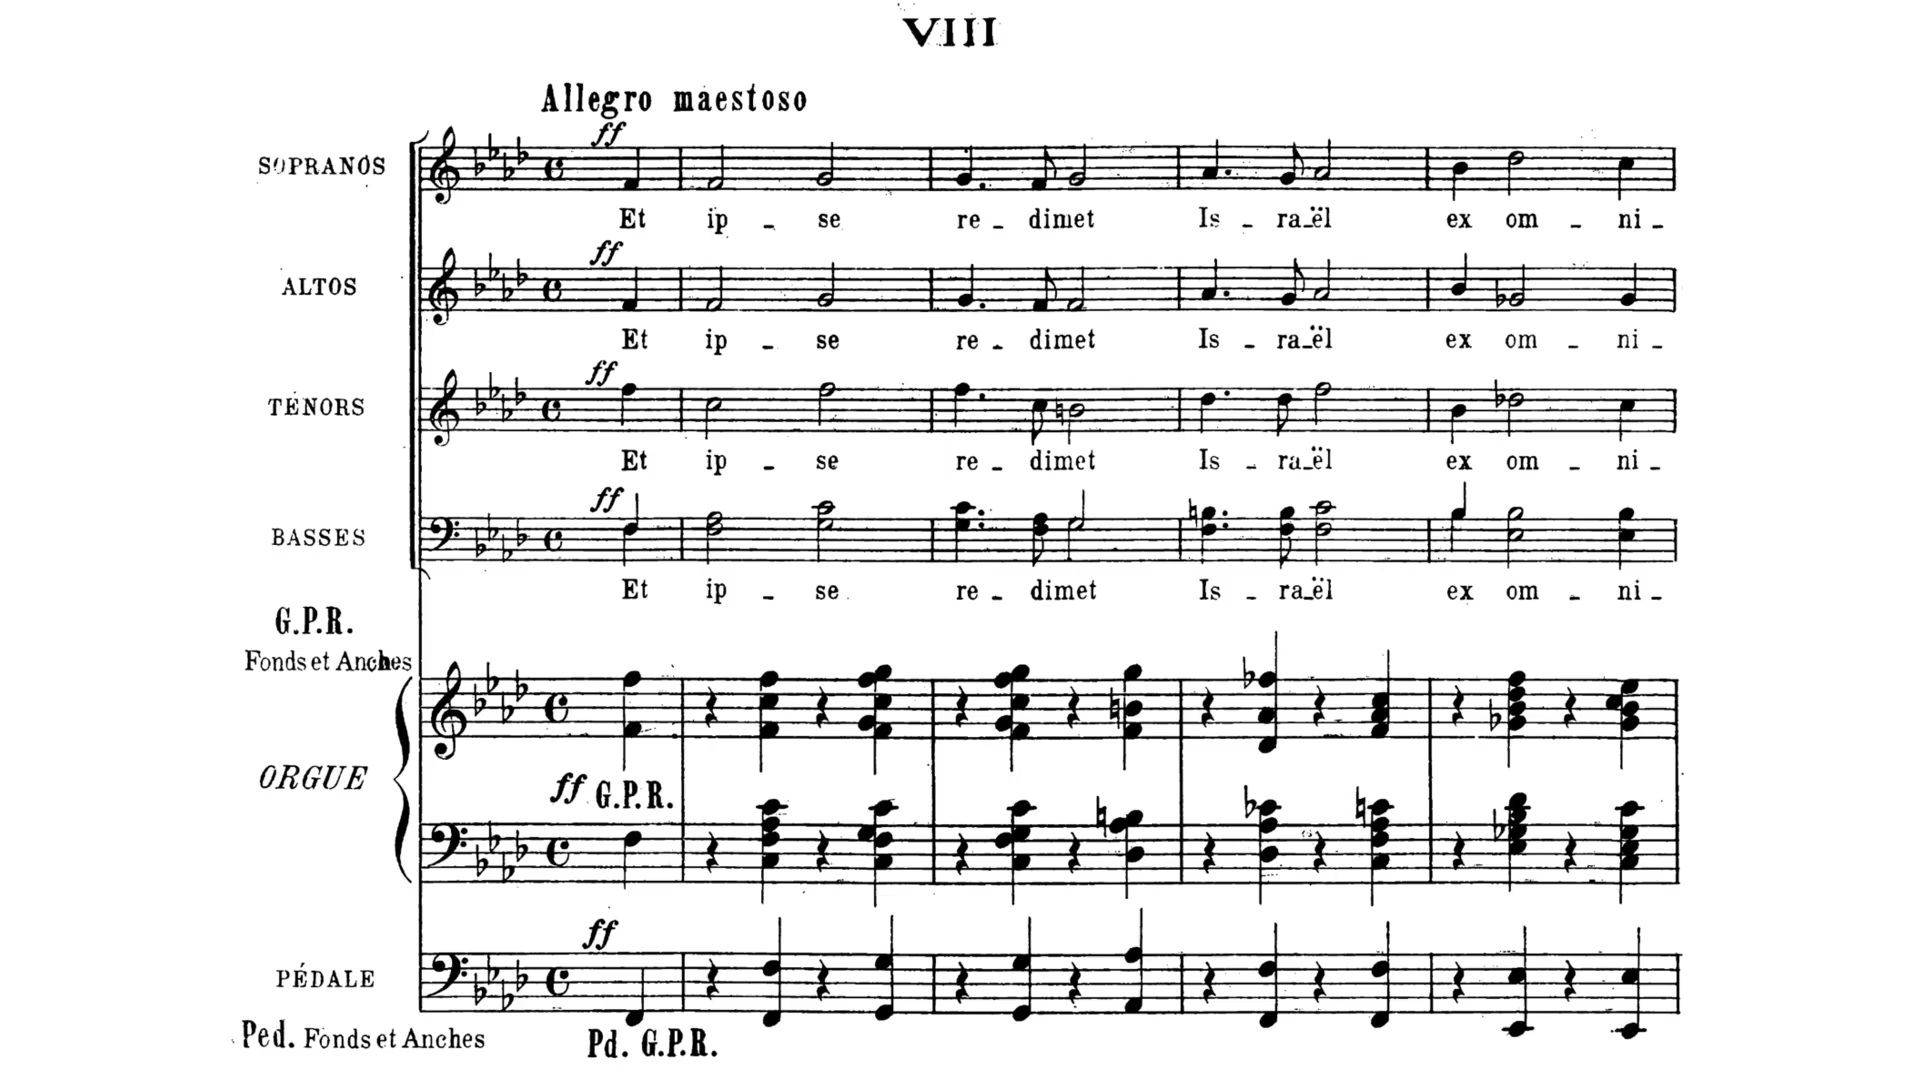 VIII
Allegro maestoso
ff
SOPRANOS
Et ip - se re - dimet Is - ra-ël ex om - ni -
ff
ALTOS
Et ip - se re - dimet Is - ra-ël ex om - ni -
ff
TÉNORS
Et ip - se re - dimet Is - ra-ël ex om - ni -
ff
BASSES
Et ip - se re - dimet Is - ra-ël ex om - ni -
G.P.R.
Fonds et Anches
ORGUE
ff G.P.R.
ff
PÉDALE
Ped. Fonds et Anches
Pd. G.P.R.